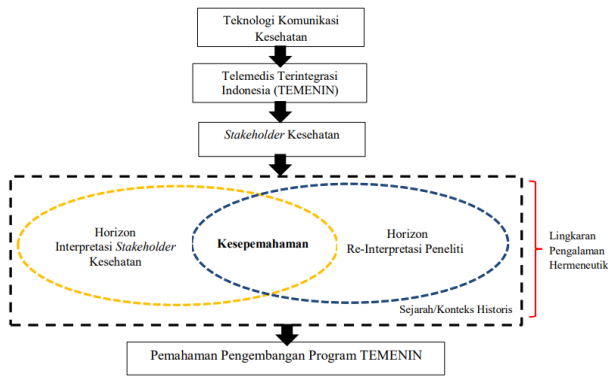 Teknologi Komunikasi
Kesehatan
Telemedis Terintegrasi
Indonesia (TEMENIN)
Stakeholder Kesehatan
Horizon
Interpretasi Stakeholder
Kesehatan
Kesepemahaman
Horizon
Re-Interpretasi Peneliti
Lingkaran
Pengalaman
Hermeneutik
Sejarah/Konteks Historis
Pemahaman Pengembangan Program TEMENIN